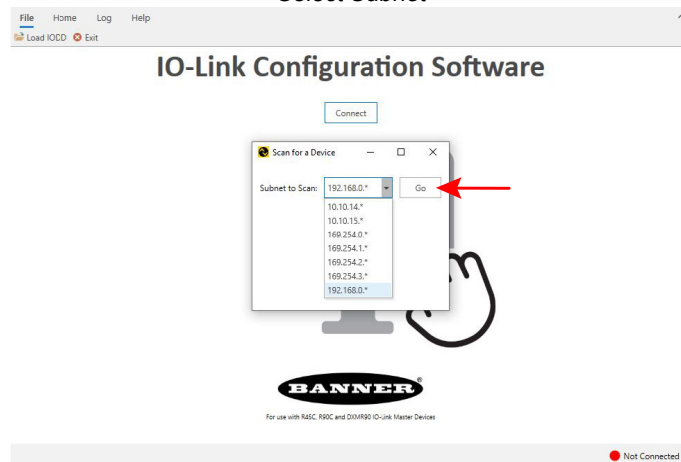 Select Subnet
File Home Log Help
Load IODD Exit
IO-Link Configuration Software
Connect
Scan for a Device
Subnet to Scan: 192.168.0.* Go
10.10.14.*
10.10.15.*
169.254.0.*
169.254.1.*
169.254.2.*
169.254.3.*
192.168.0.*
BANNER
For use with R45C, R90C and DXMR90 IO-Link Master Devices
Not Connected